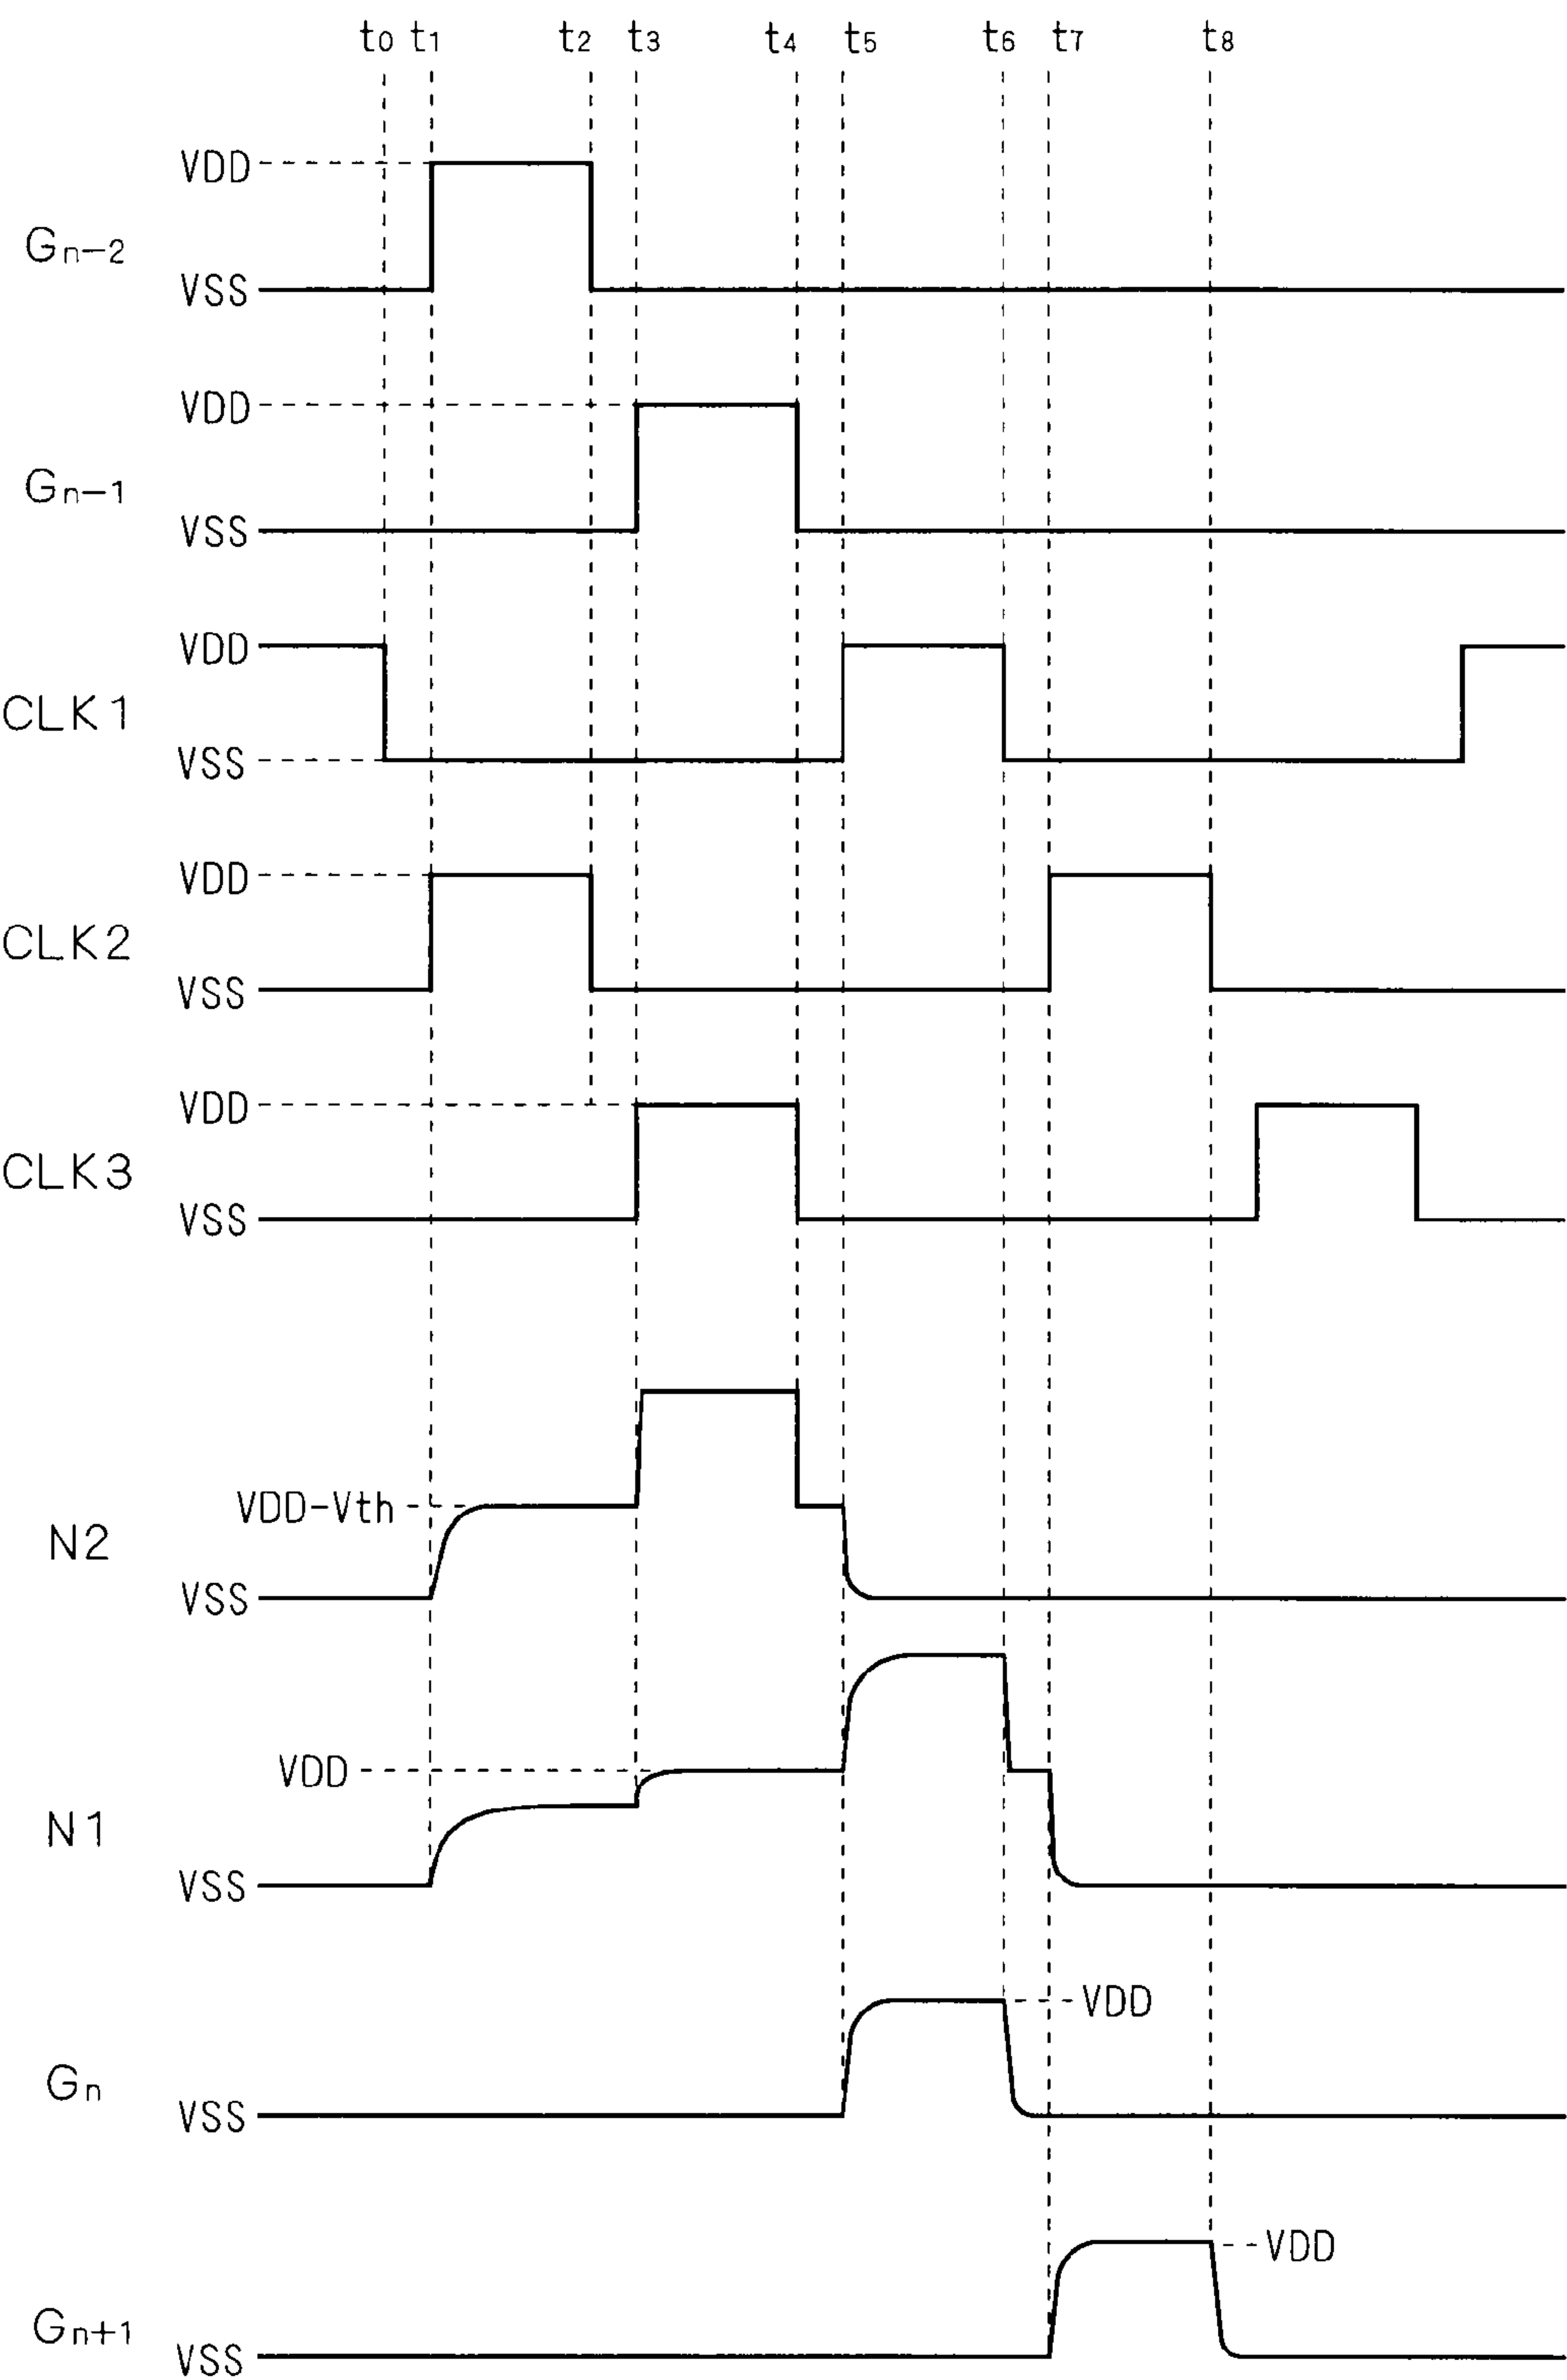 t0 t1 t2 t3 t4 t5 t6 t7 t8
VDD
Gn-2
VSS
VDD
Gn-1
VSS
VDD
CLK1
VSS
VDD
CLK2
VSS
VDD
CLK3
VSS
VDD-Vth
N2
VSS
VDD
N1
VSS
VDD
Gn
VSS
VDD
Gn+1
VSS